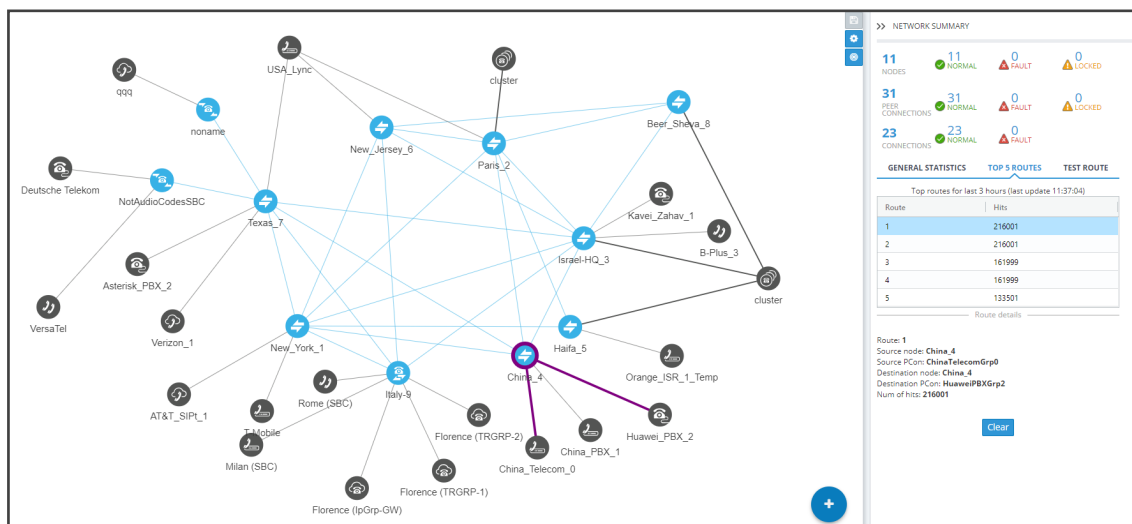 NETWORK SUMMARY
11 NODES
11 NORMAL
0 FAULT
0 LOCKED
31 PEER CONNECTIONS
31 NORMAL
0 FAULT
0 LOCKED
23 CONNECTIONS
23 NORMAL
0 FAULT
GENERAL STATISTICS TOP 5 ROUTES TEST ROUTE
Top routes for last 3 hours (last update 11:37:04)
Route Hits
1 216001
2 216001
3 161999
4 161999
5 133501
Route details
Route: 1
Source node: China_4
Source PCon: ChinaTelecomGrp0
Destination node: China_4
Destination PCon: HuaweiPBXGrp2
Num of hits: 216001
Clear
USA_Lync
cluster
qqq
noname
New_Jersey_6
Paris_2
Beer_Sheva_8
Deutsche Telekom
NotAudioCodesSBC
Texas_7
Kavei_Zahav_1
B-Plus_3
Israel-HQ_3
Asterisk_PBX_2
cluster
VersaTel
Verizon_1
New_York_1
Haifa_5
China_4
Orange_ISR_1_Temp
Italy-9
Rome (SBC)
AT&T_SIPt_1
T-Mobile
Milan (SBC)
Florence (TRGRP-2)
Huawei_PBX_2
China_PBX_1
China_Telecom_0
Florence (TRGRP-1)
Florence (IpGrp-GW)
+